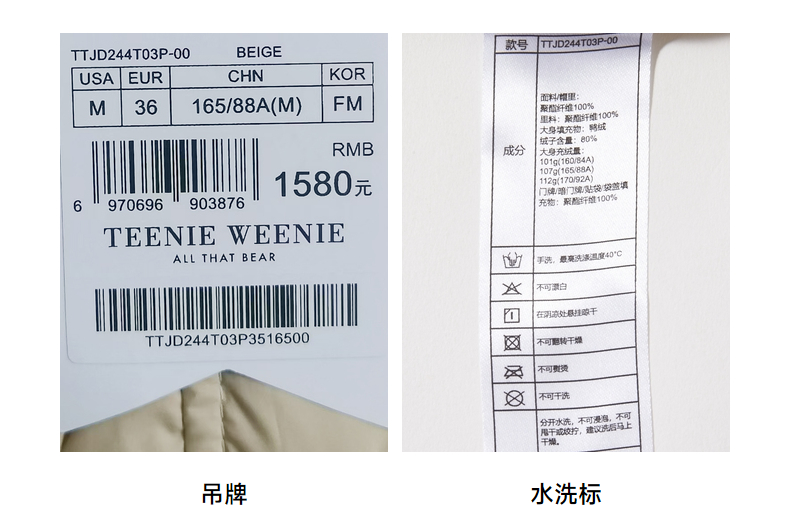 TTJD244T03P-00 BEIGE
USA EUR CHN KOR
M 36 165/88A(M) FM
RMB
1580元
6 970696 903876
TEENIE WEENIE
ALL THAT BEAR
TTJD244T03P3516500
吊牌
款号 TTJD244T03P-00
成分
面料/帽里:
聚酯纤维100%
里料: 聚酯纤维100%
大身填充物: 鸭绒
绒子含量: 80%
大身充绒量:
101g(160/84A)
107g(165/88A)
112g(170/92A)
门牌/暗门牌/贴袋/袋盖填
充物: 聚酯纤维100%
手洗, 最高洗涤温度40°C
不可漂白
在阴凉处悬挂晾干
不可翻转干燥
不可熨烫
不可干洗
分开水洗, 不可浸泡, 不可
甩干或绞拧, 建议洗后马上
干燥。
水洗标